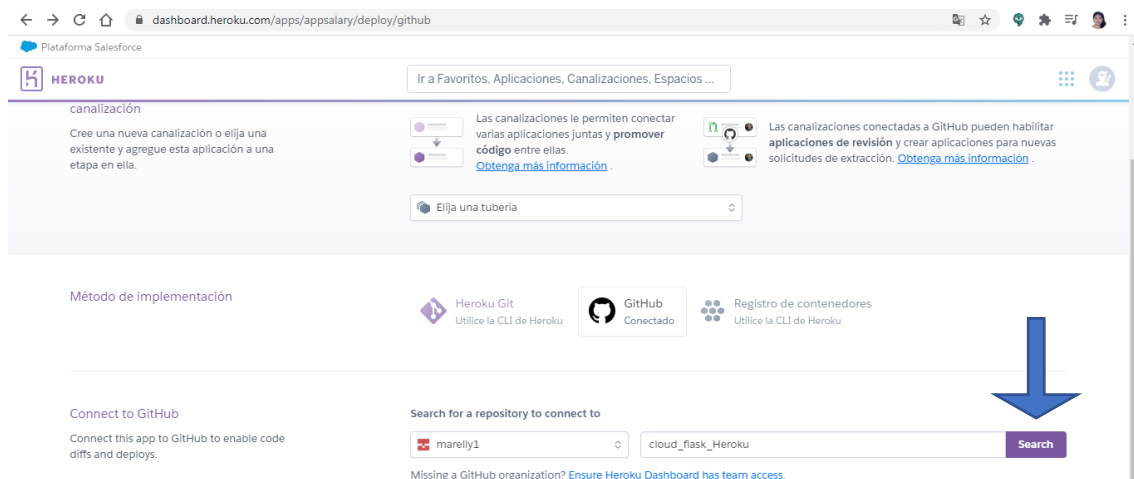 dashboard.heroku.com/apps/appsalary/deploy/github
Plataforma Salesforce
HEROKU
Ir a Favoritos, Aplicaciones, Canalizaciones, Espacios ...
canalización
Cree una nueva canalización o elija una
existente y agregue esta aplicación a una
etapa en ella.
Las canalizaciones le permiten conectar
varias aplicaciones juntas y promover
código entre ellas.
Obtenga más información .
Las canalizaciones conectadas a GitHub pueden habilitar
aplicaciones de revisión y crear aplicaciones para nuevas
solicitudes de extracción. Obtenga más información .
Elija una tuberia
Método de implementación
Heroku Git
Utilice la CLI de Heroku
GitHub
Conectado
Registro de contenedores
Utilice la CLI de Heroku
Connect to GitHub
Connect this app to GitHub to enable code
diffs and deploys.
Search for a repository to connect to
marelly1
cloud_flask_Heroku
Search
Missing a GitHub organization? Ensure Heroku Dashboard has team access.